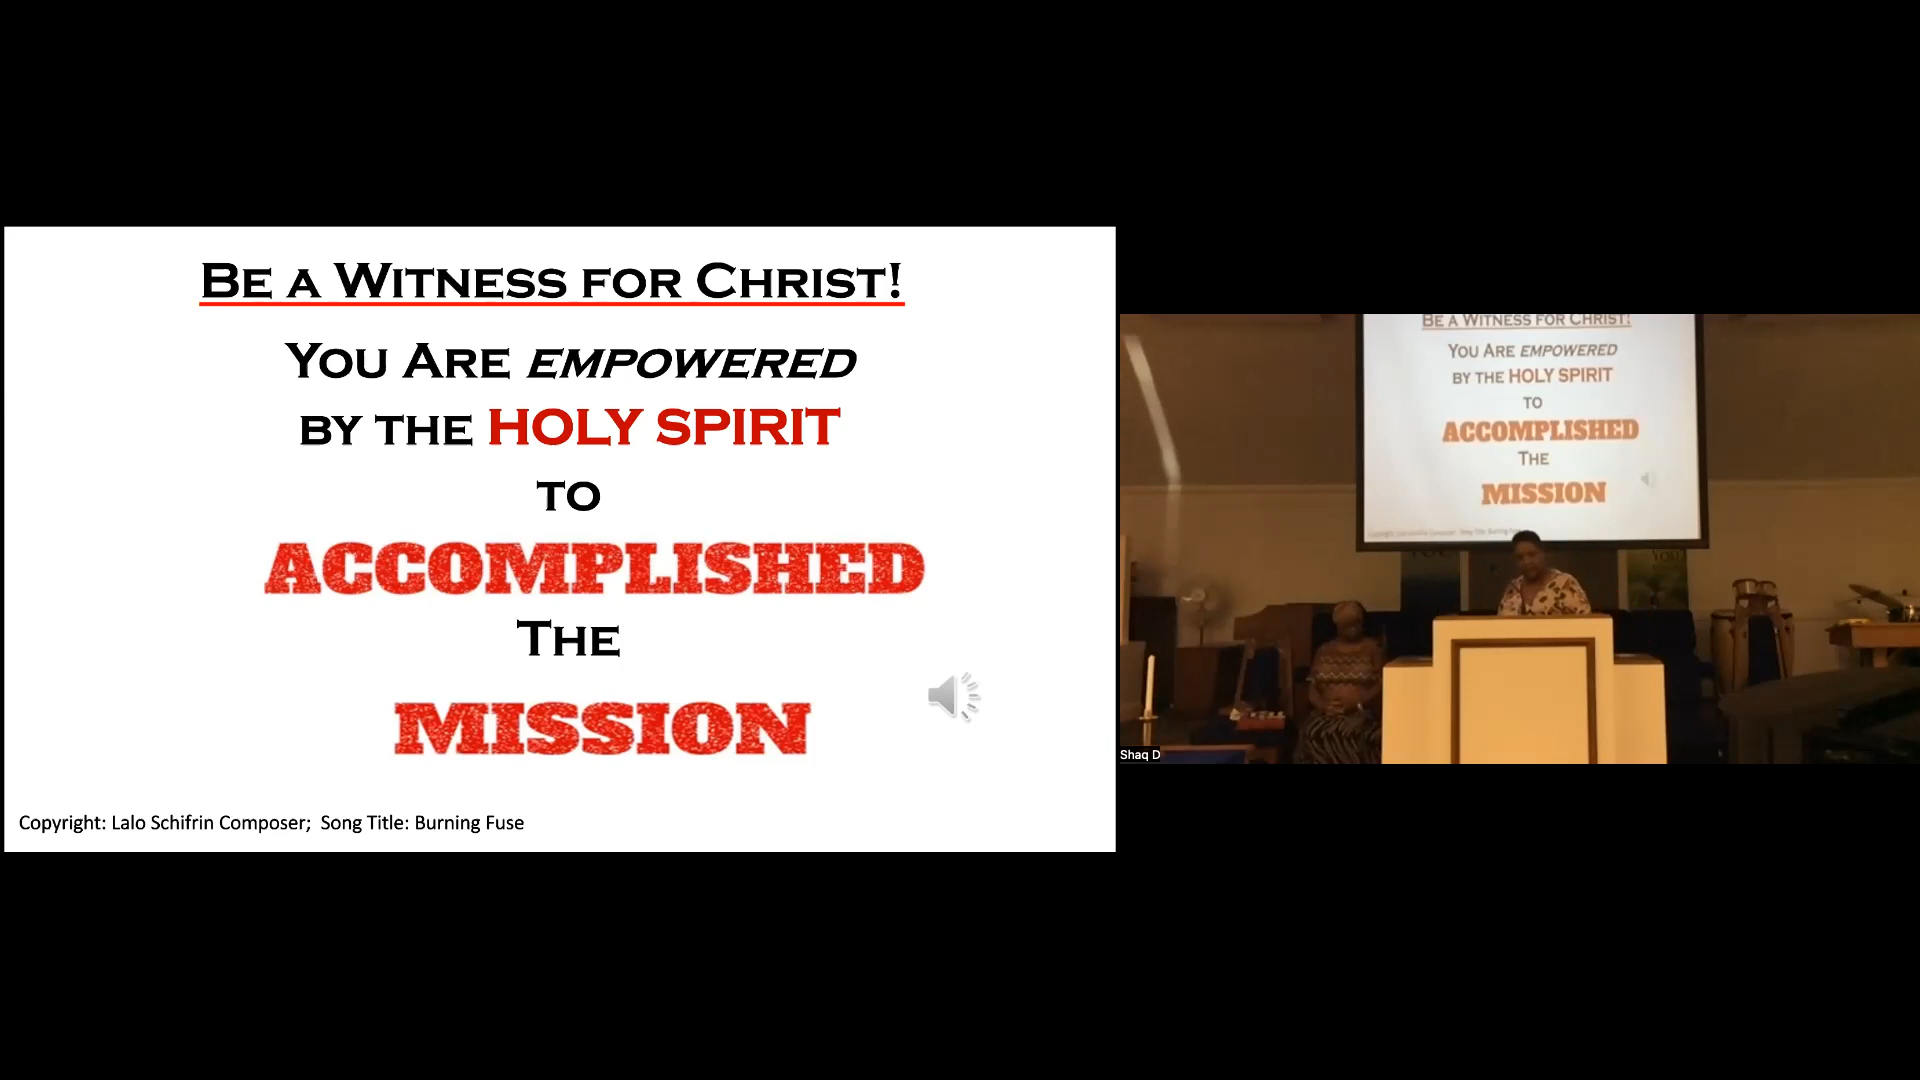 Be a Witness for Christ!
You Are EMPOWERED
by the HOLY SPIRIT
to
ACCOMPLISHED
The
MISSION
Copyright: Lalo Schifrin Composer;  Song Title: Burning Fuse
BE A WITNESS FOR CHRIST!
You Are EMPOWERED
BY THE HOLY SPIRIT
TO
ACCOMPLISHED
The
MISSION
Shaq D